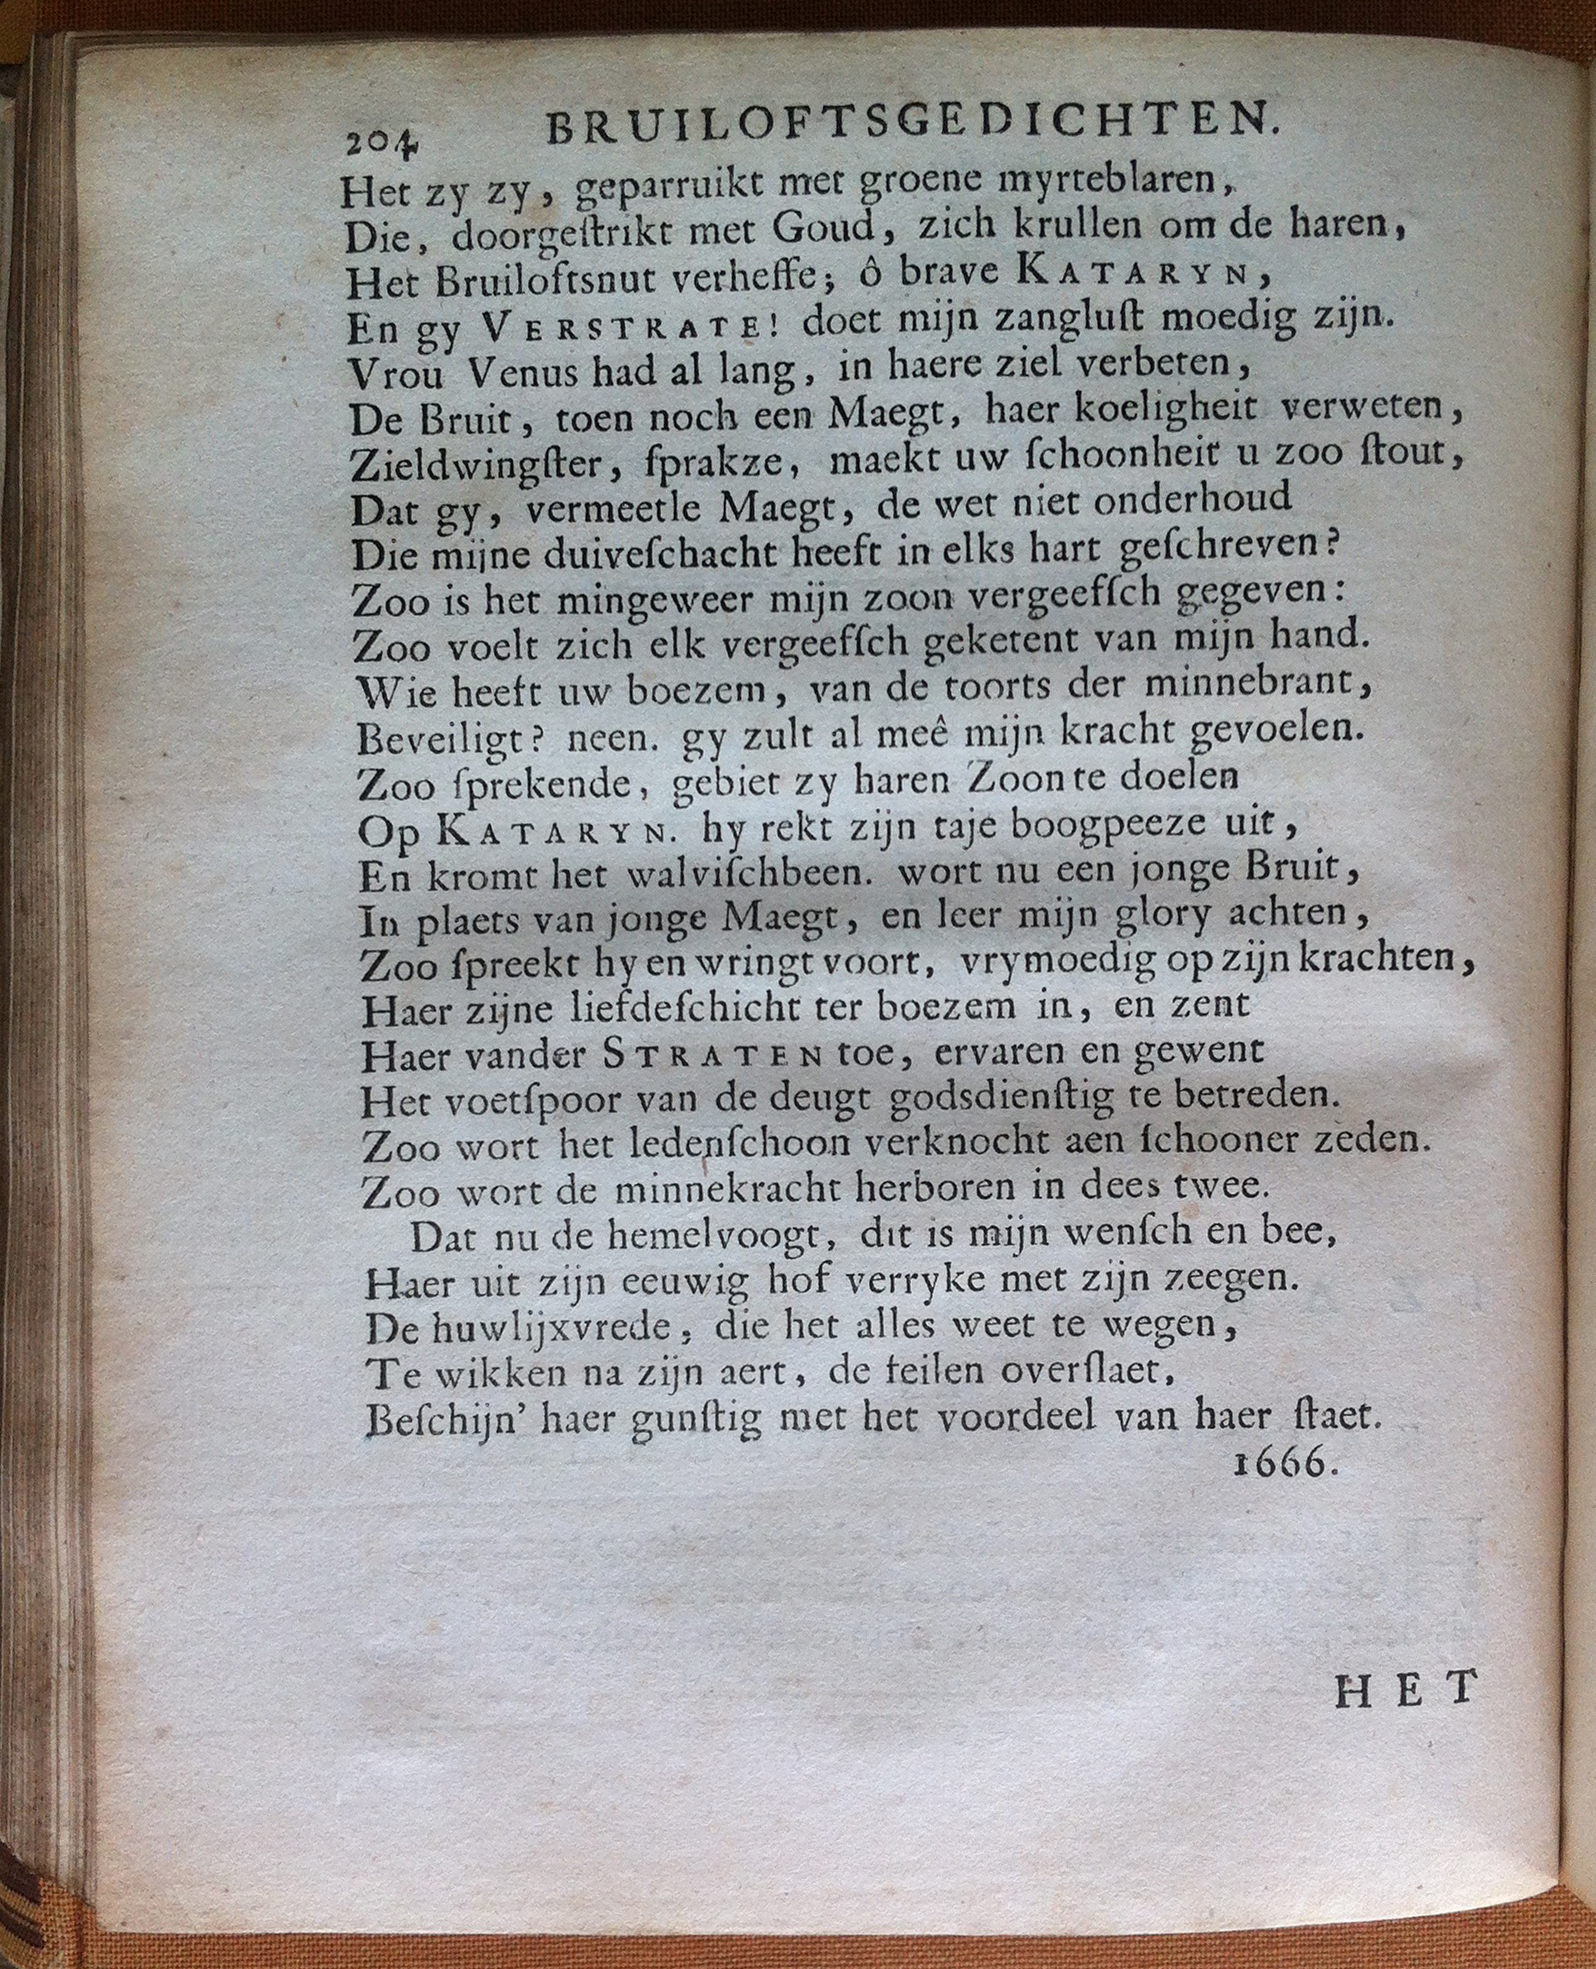 204 BRUILOFTSGEDICHTEN.
Het zy zy, geparruikt met groene myrteblaren,
Die, doorgeſtrikt met Goud, zich krullen om de haren,
Het Bruiloftsnut verheffe; ô brave KATARYN,
En gy VERSTRATE! doet mijn zangluſt moedig zijn.
Vrou Venus had al lang, in haere ziel verbeten,
De Bruit, toen noch een Maegt, haer koeligheit verweten,
Zieldwingſter, ſprakze, maekt uw ſchoonheit u zoo ſtout,
Dat gy, vermeetle Maegt, de wet niet onderhoud
Die mijne duiveſchacht heeft in elks hart geſchreven?
Zoo is het mingeweer mijn zoon vergeefſch gegeven:
Zoo voelt zich elk vergeefſch geketent van mijn hand.
Wie heeft uw boezem, van de toorts der minnebrant,
Beveiligt? neen. gy zult al meê mijn kracht gevoelen.
Zoo ſprekende, gebiet zy haren Zoon te doelen
Op KATARYN. hy rekt zijn taje boogpeeze uit,
En kromt het walviſchbeen. wort nu een jonge Bruit,
In plaets van jonge Maegt, en leer mijn glory achten,
Zoo ſpreekt hy en wringt voort, vrymoedig op zijn krachten,
Haer zijne liefdeſchicht ter boezem in, en zent
Haer vander STRATEN toe, ervaren en gewent
Het voetſpoor van de deugt godsdienſtig te betreden.
Zoo wort het ledenſchoon verknocht aen ſchooner zeden.
Zoo wort de minnekracht herboren in dees twee.
Dat nu de hemelvoogt, dit is mijn wenſch en bee,
Haer uit zijn eeuwig hof verryke met zijn zeegen.
De huwlijxvrede, die het alles weet te wegen,
Te wikken na zijn aert, de feilen overſlaet,
Beſchijn' haer gunſtig met het voordeel van haer ſtaet.
1666.
HET